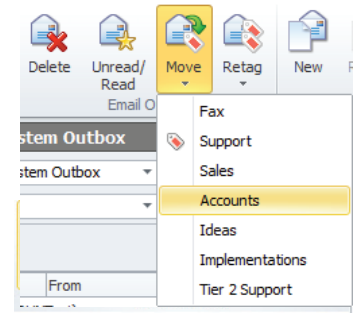 Delete Unread/ Read Move Retag New
Email O
Fax
stem Outbox
Support
stem Outbox
Sales
Accounts
Ideas
Implementations
From
Tier 2 Support